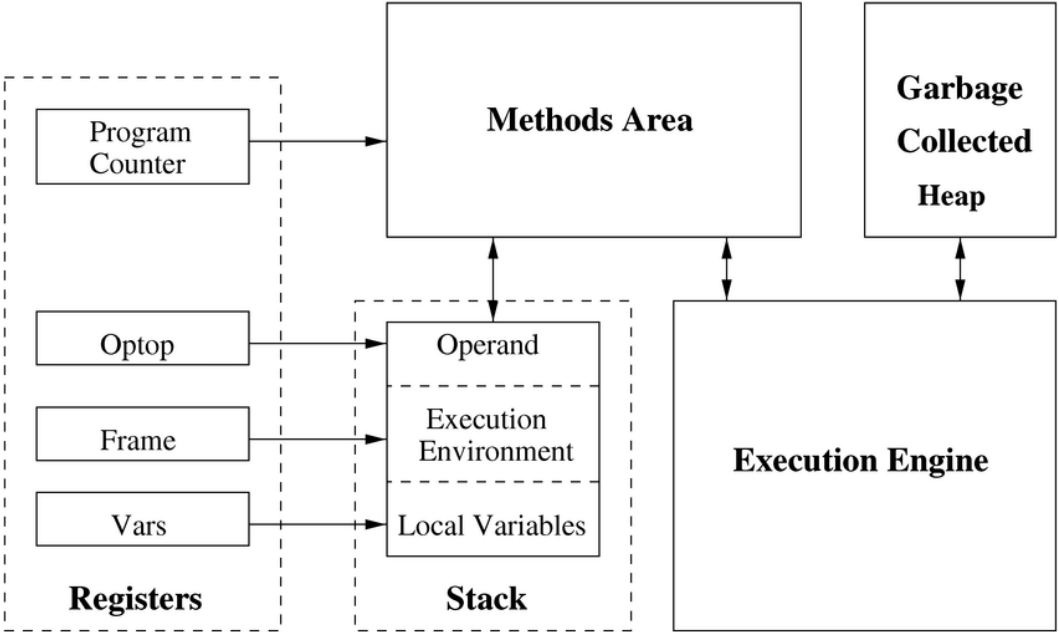 Program
Counter
Methods Area
Garbage
Collected
Heap
Optop
Frame
Vars
Registers
Operand
Execution
Environment
Local Variables
Stack
Execution Engine